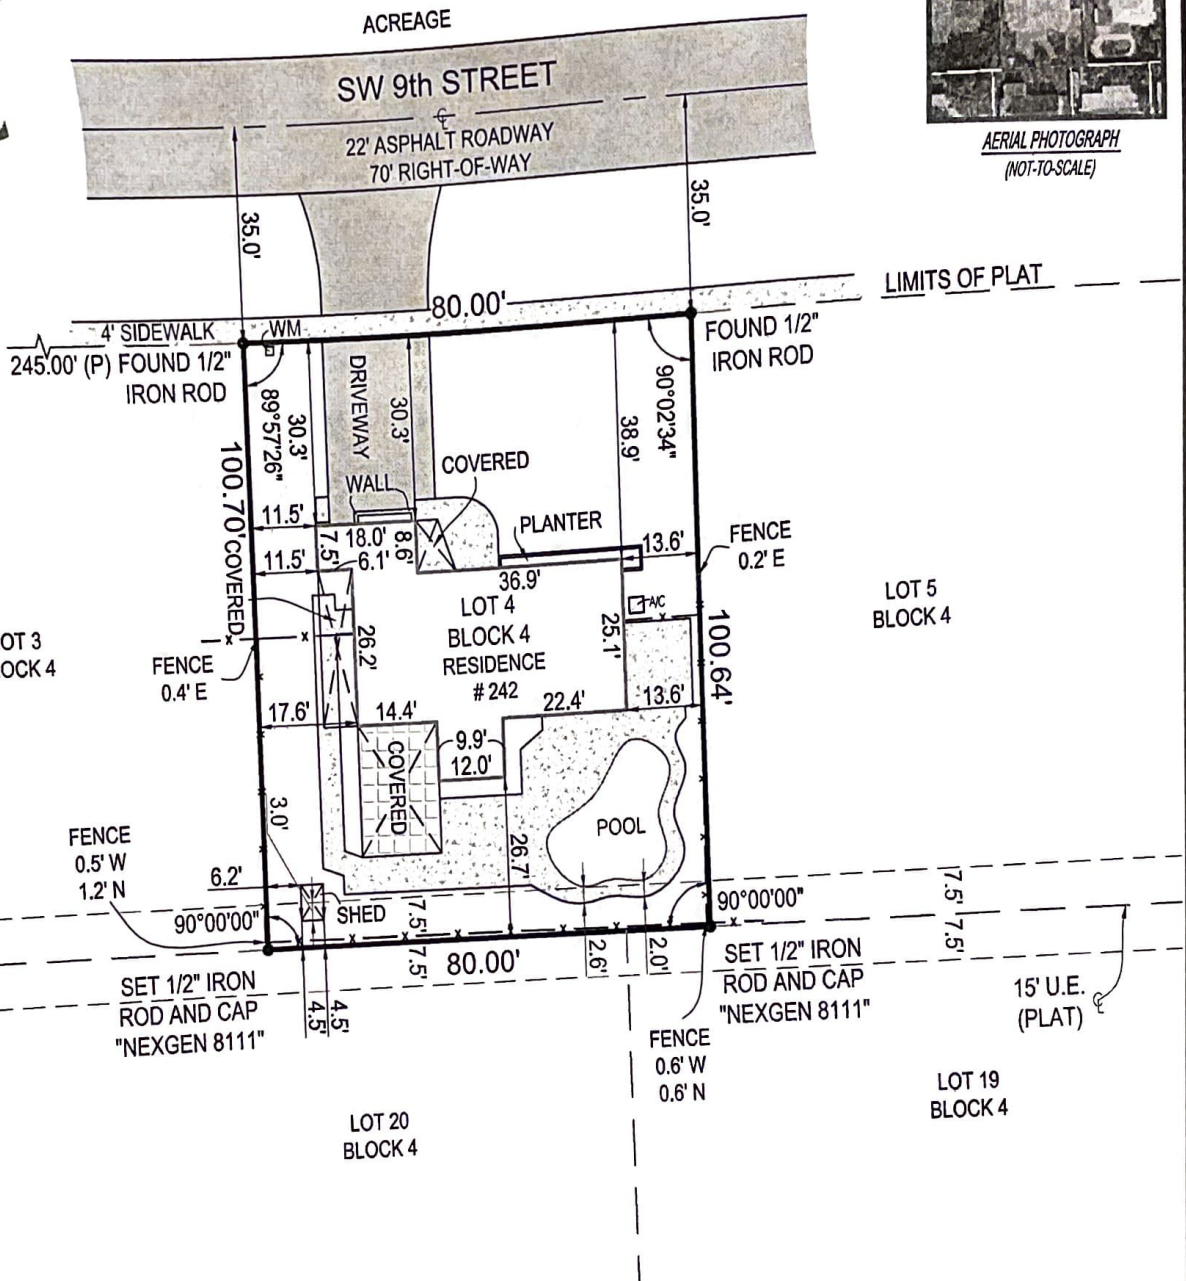 ACREAGE
SW 9th STREET
℄
22' ASPHALT ROADWAY
70' RIGHT-OF-WAY
AERIAL PHOTOGRAPH
(NOT-TO-SCALE)
35.0'
35.0'
LIMITS OF PLAT
80.00'
4' SIDEWALK
WM
245.00' (P) FOUND 1/2"
IRON ROD
FOUND 1/2"
IRON ROD
DRIVEWAY
30.3'
89°57'26"
30.3'
38.9'
90°02'34"
COVERED
WALL
PLANTER
100.70'
COVERED
11.5'
7.5'
18.0'
8.6'
13.6'
FENCE
0.2' E
11.5'
6.1'
36.9'
A/C
LOT 4
BLOCK 4
RESIDENCE
# 242
25.1'
26.2'
100.64'
LOT 5
BLOCK 4
OT 3
OCK 4
FENCE
0.4' E
17.6'
14.4'
22.4'
13.6'
9.9'
12.0'
COVERED
3.0'
POOL
26.7'
FENCE
0.5' W
1.2' N
6.2'
90°00'00"
SHED
7.5'
7.5'
80.00'
2.6'
2.0'
90°00'00"
7.5'
7.5'
SET 1/2" IRON
ROD AND CAP
"NEXGEN 8111"
4.5'
4.5'
SET 1/2" IRON
ROD AND CAP
"NEXGEN 8111"
15' U.E.
(PLAT)
℄
FENCE
0.6' W
0.6' N
LOT 19
BLOCK 4
LOT 20
BLOCK 4